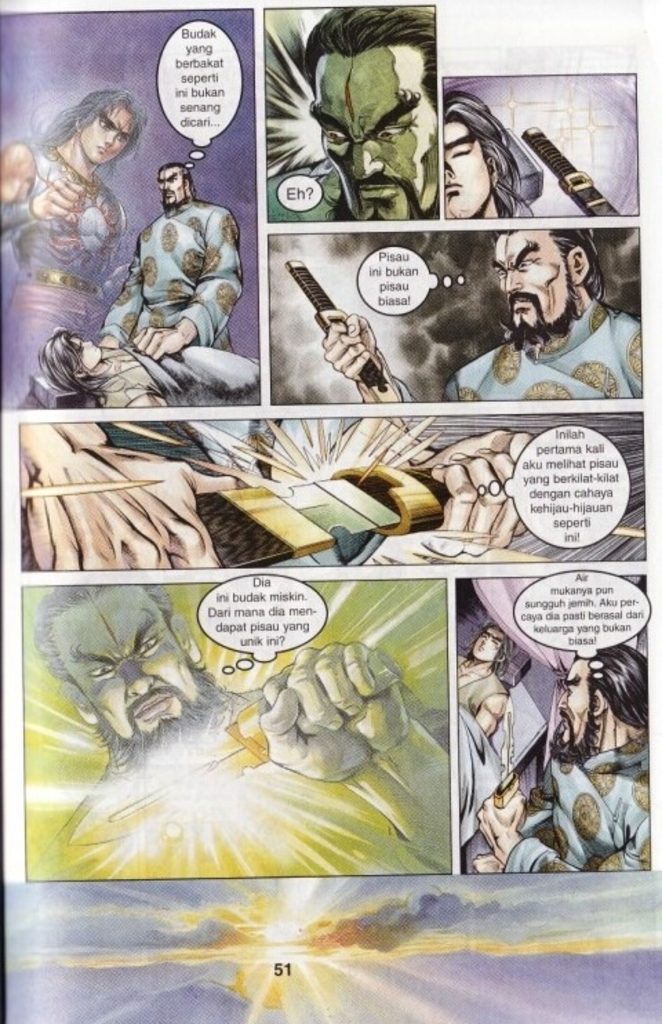 Budak
yang
berbakat
seperti
ini bukan
senang
dicari...
Eh?
Pisau
ini bukan
pisau
biasa!
Inilah
pertama kali
aku melihat pisau
yang berkilat-kilat
dengan cahaya
kehijau-hijauan
seperti
ini!
Dia
ini budak miskin.
Dari mana dia men-
dapat pisau yang
unik ini?
Air
mukanya pun
sungguh jernih. Aku per-
caya dia pasti berasal dari
keluarga yang bukan
biasa!
51